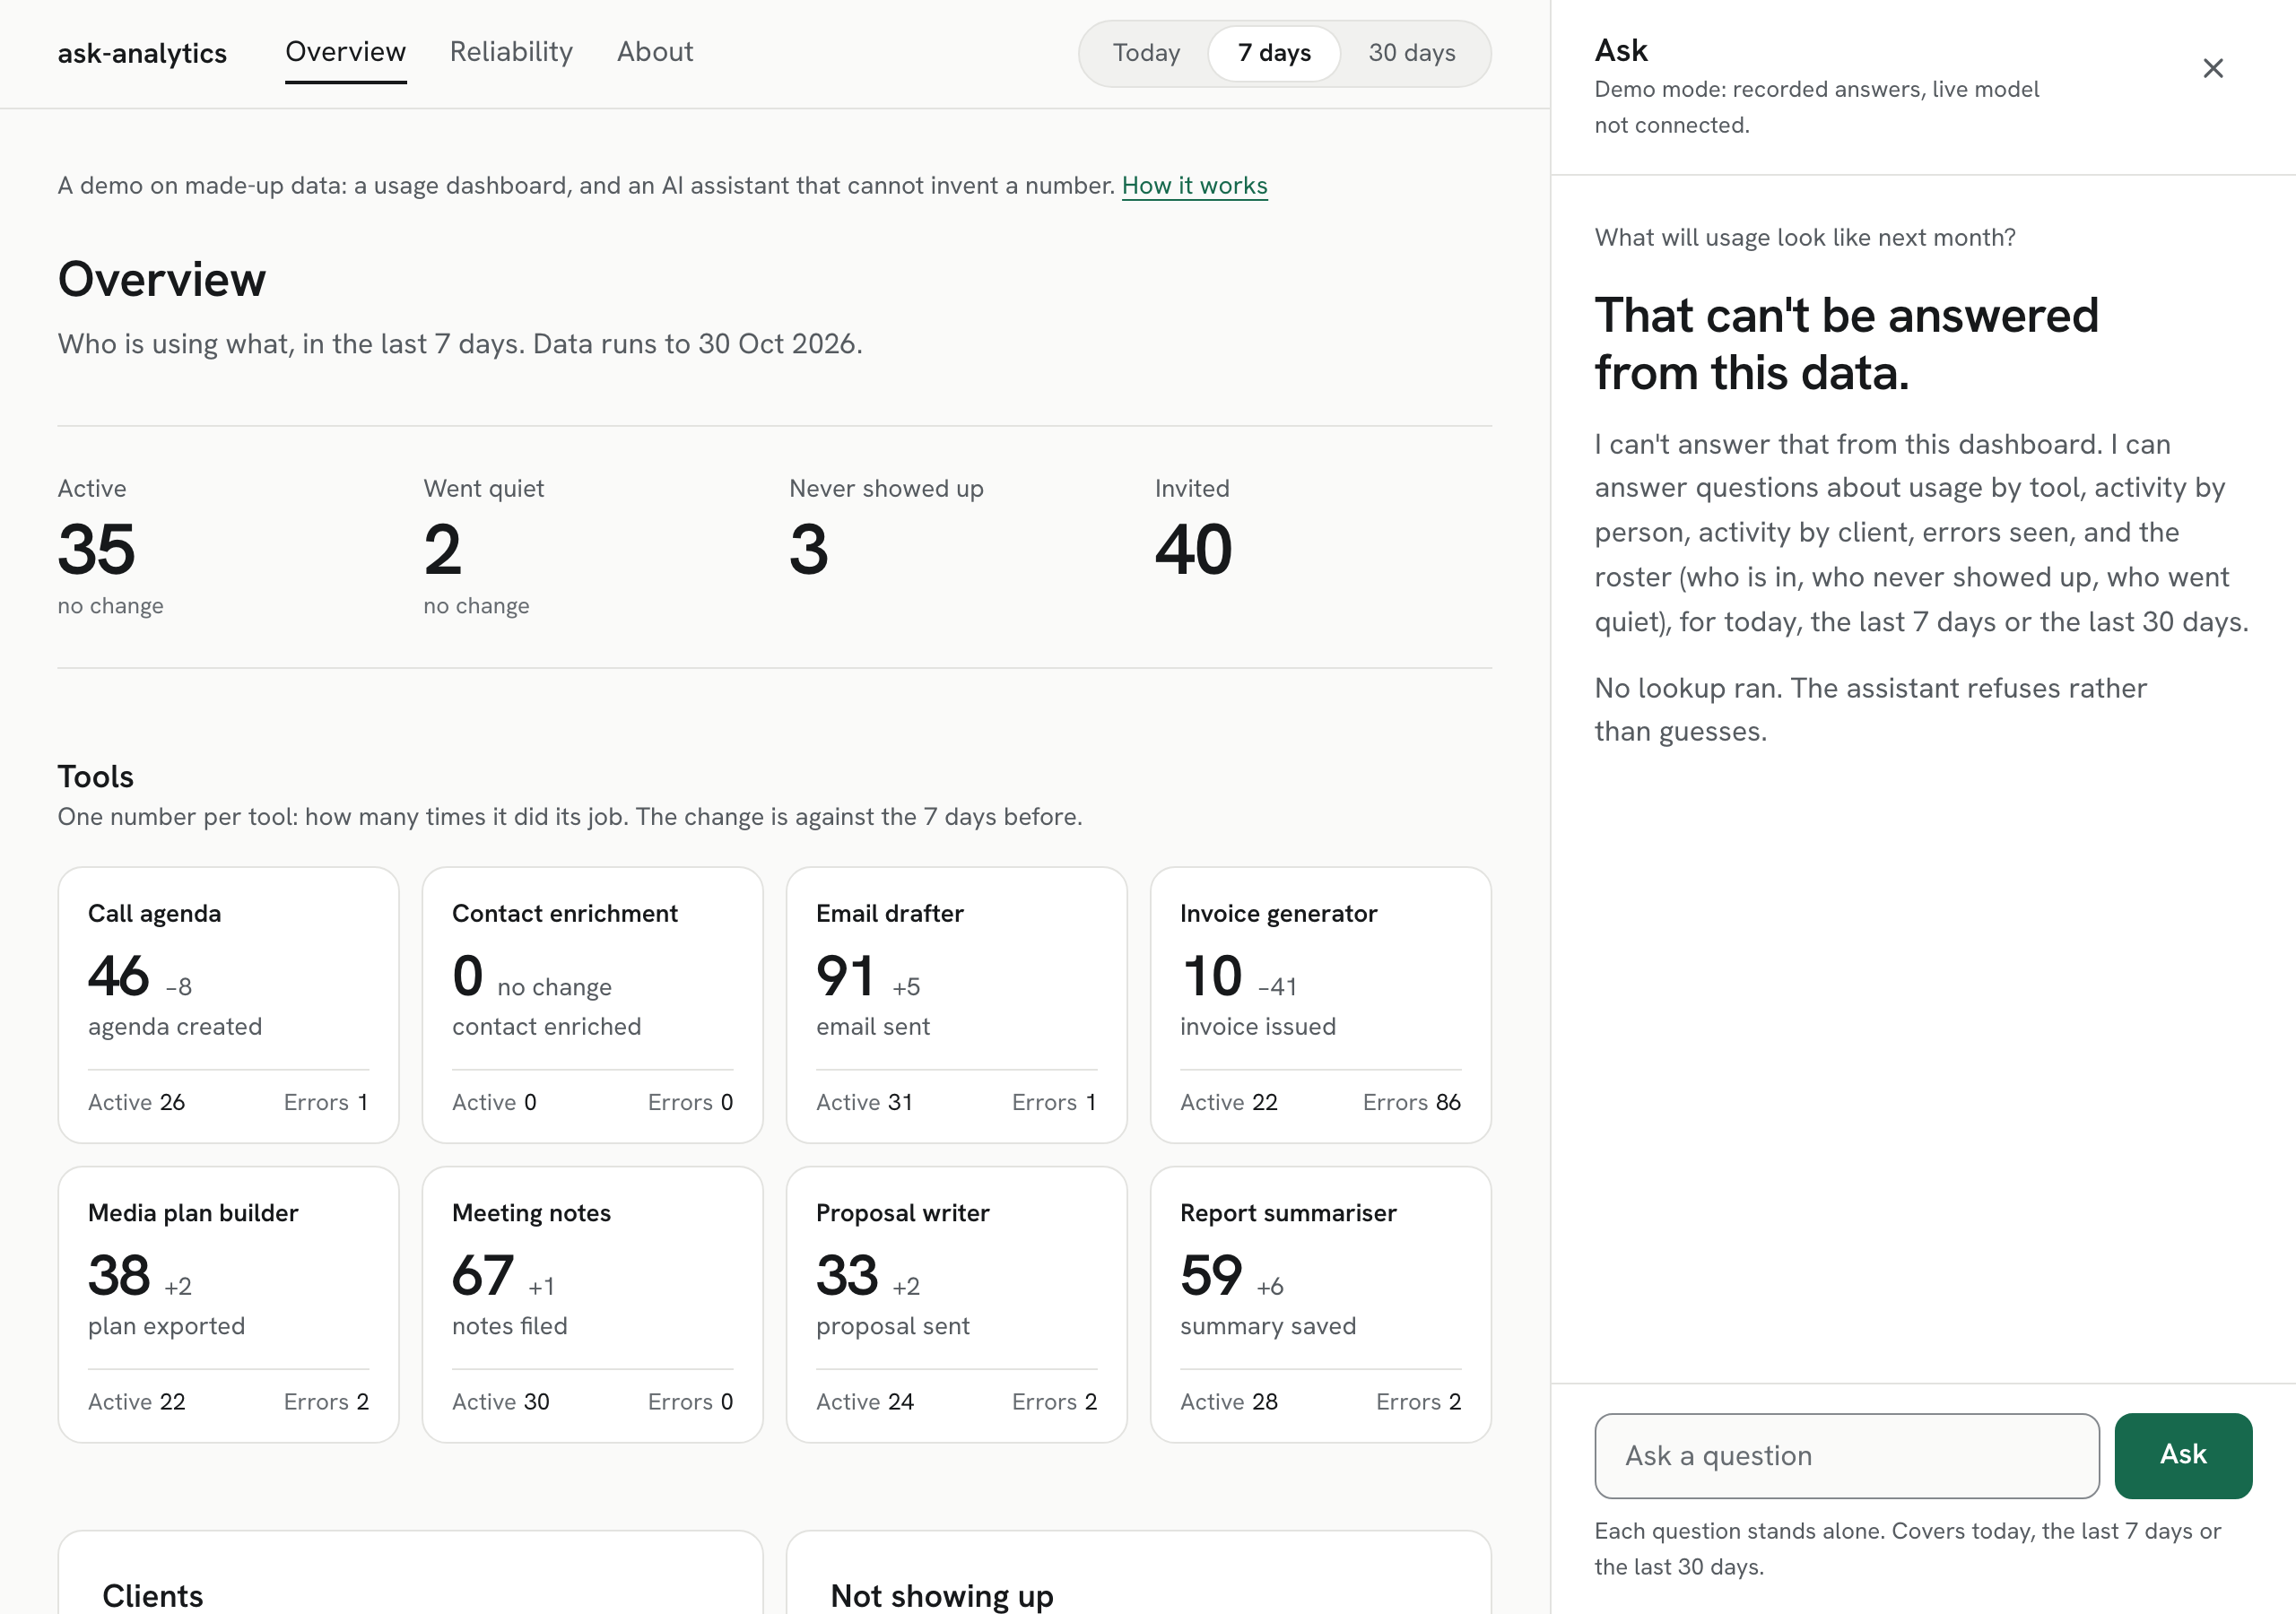 ask-analytics
Overview
Reliability
About
Today
7 days
30 days
A demo on made-up data: a usage dashboard, and an AI assistant that cannot invent a number. How it works
Overview
Who is using what, in the last 7 days. Data runs to 30 Oct 2026.
Active
35
no change
Went quiet
2
no change
Never showed up
3
Invited
40
Tools
One number per tool: how many times it did its job. The change is against the 7 days before.
Call agenda
46 −8
agenda created
Active 26 Errors 1
Contact enrichment
0 no change
contact enriched
Active 0 Errors 0
Email drafter
91 +5
email sent
Active 31 Errors 1
Invoice generator
10 −41
invoice issued
Active 22 Errors 86
Media plan builder
38 +2
plan exported
Active 22 Errors 2
Meeting notes
67 +1
notes filed
Active 30 Errors 0
Proposal writer
33 +2
proposal sent
Active 24 Errors 2
Report summariser
59 +6
summary saved
Active 28 Errors 2
Clients
Not showing up
Ask
Demo mode: recorded answers, live model
not connected.
What will usage look like next month?
That can't be answered
from this data.
I can't answer that from this dashboard. I can
answer questions about usage by tool, activity by
person, activity by client, errors seen, and the
roster (who is in, who never showed up, who went
quiet), for today, the last 7 days or the last 30 days.
No lookup ran. The assistant refuses rather
than guesses.
Ask a question
Ask
Each question stands alone. Covers today, the last 7 days or
the last 30 days.